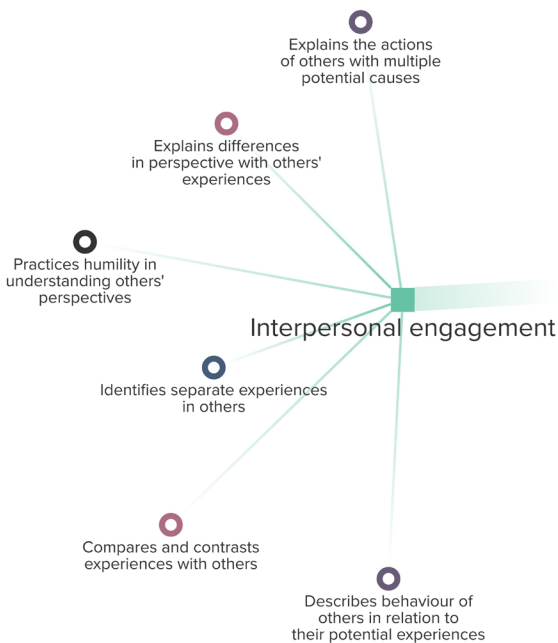 Explains the actions
of others with multiple
potential causes
Explains differences
in perspective with others'
experiences
Practices humility in
understanding others'
perspectives
Interpersonal engagement
Identifies separate experiences
in others
Compares and contrasts
experiences with others
Describes behaviour of
others in relation to
their potential experiences